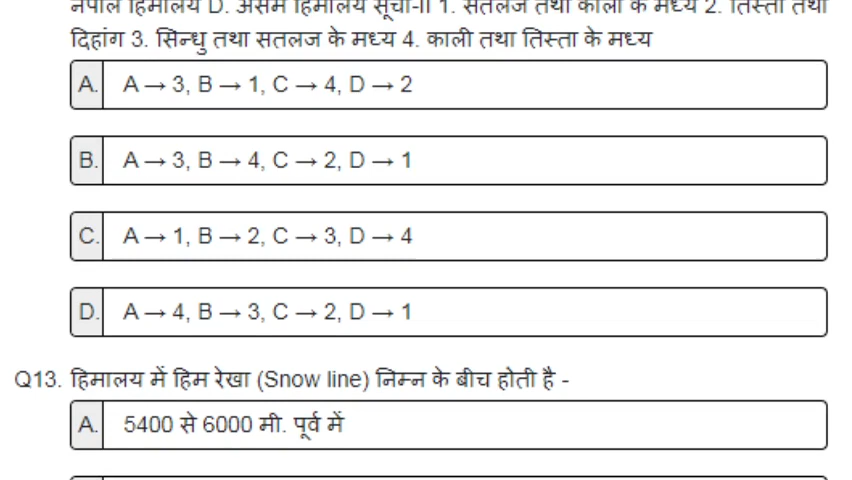 नेपाल हिमालय D. असम हिमालय सूची-II 1. सतलज तथा काली के मध्य 2. तिस्ता तथा
दिहांग 3. सिन्धु तथा सतलज के मध्य 4. काली तथा तिस्ता के मध्य
A. A → 3, B → 1, C → 4, D → 2
B. A → 3, B → 4, C → 2, D → 1
C. A → 1, B → 2, C → 3, D → 4
D. A → 4, B → 3, C → 2, D → 1
Q13. हिमालय में हिम रेखा (Snow line) निम्न के बीच होती है -
A. 5400 से 6000 मी. पूर्व में